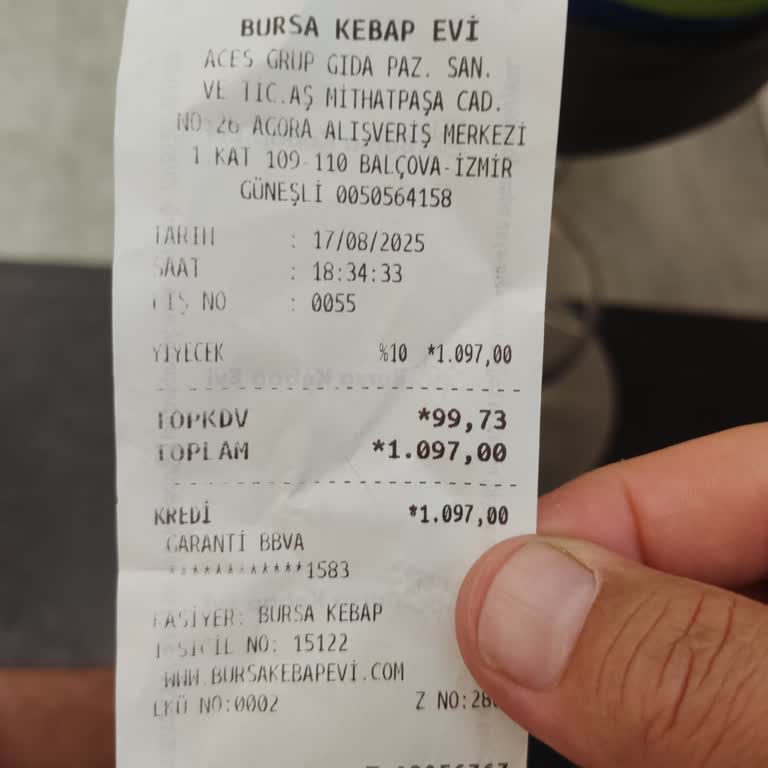 BURSA KEBAP EVİ
ACES GRUP GIDA PAZ. SAN.
VE TİC.AŞ MİTHATPAŞA CAD.
NO 26 AGORA ALIŞVERİŞ MERKEZİ
1 KAT 109-110 BALÇOVA-İZMİR
GÜNEŞLİ 0050564158
TARIH : 17/08/2025
SAAT : 18:34:33
FİŞ NO : 0055
YİYECEK %10 *1.097,00
TOPKDV *99,73
TOPLAM *1.097,00
KREDİ *1.097,00
GARANTİ BBVA
************1583
KASİYER: BURSA KEBAP
SİCİL NO: 15122
WWW.BURSAKEBAPEVI.COM
EKÜ NO:0002 Z NO:28